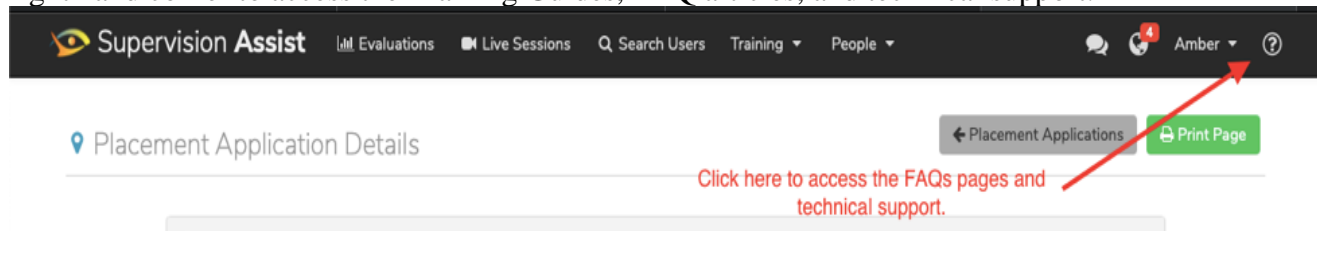 Supervision Assist Evaluations Live Sessions Search Users Training People 4 Amber ?
Placement Application Details
Placement Applications Print Page
Click here to access the FAQs pages and
technical support.